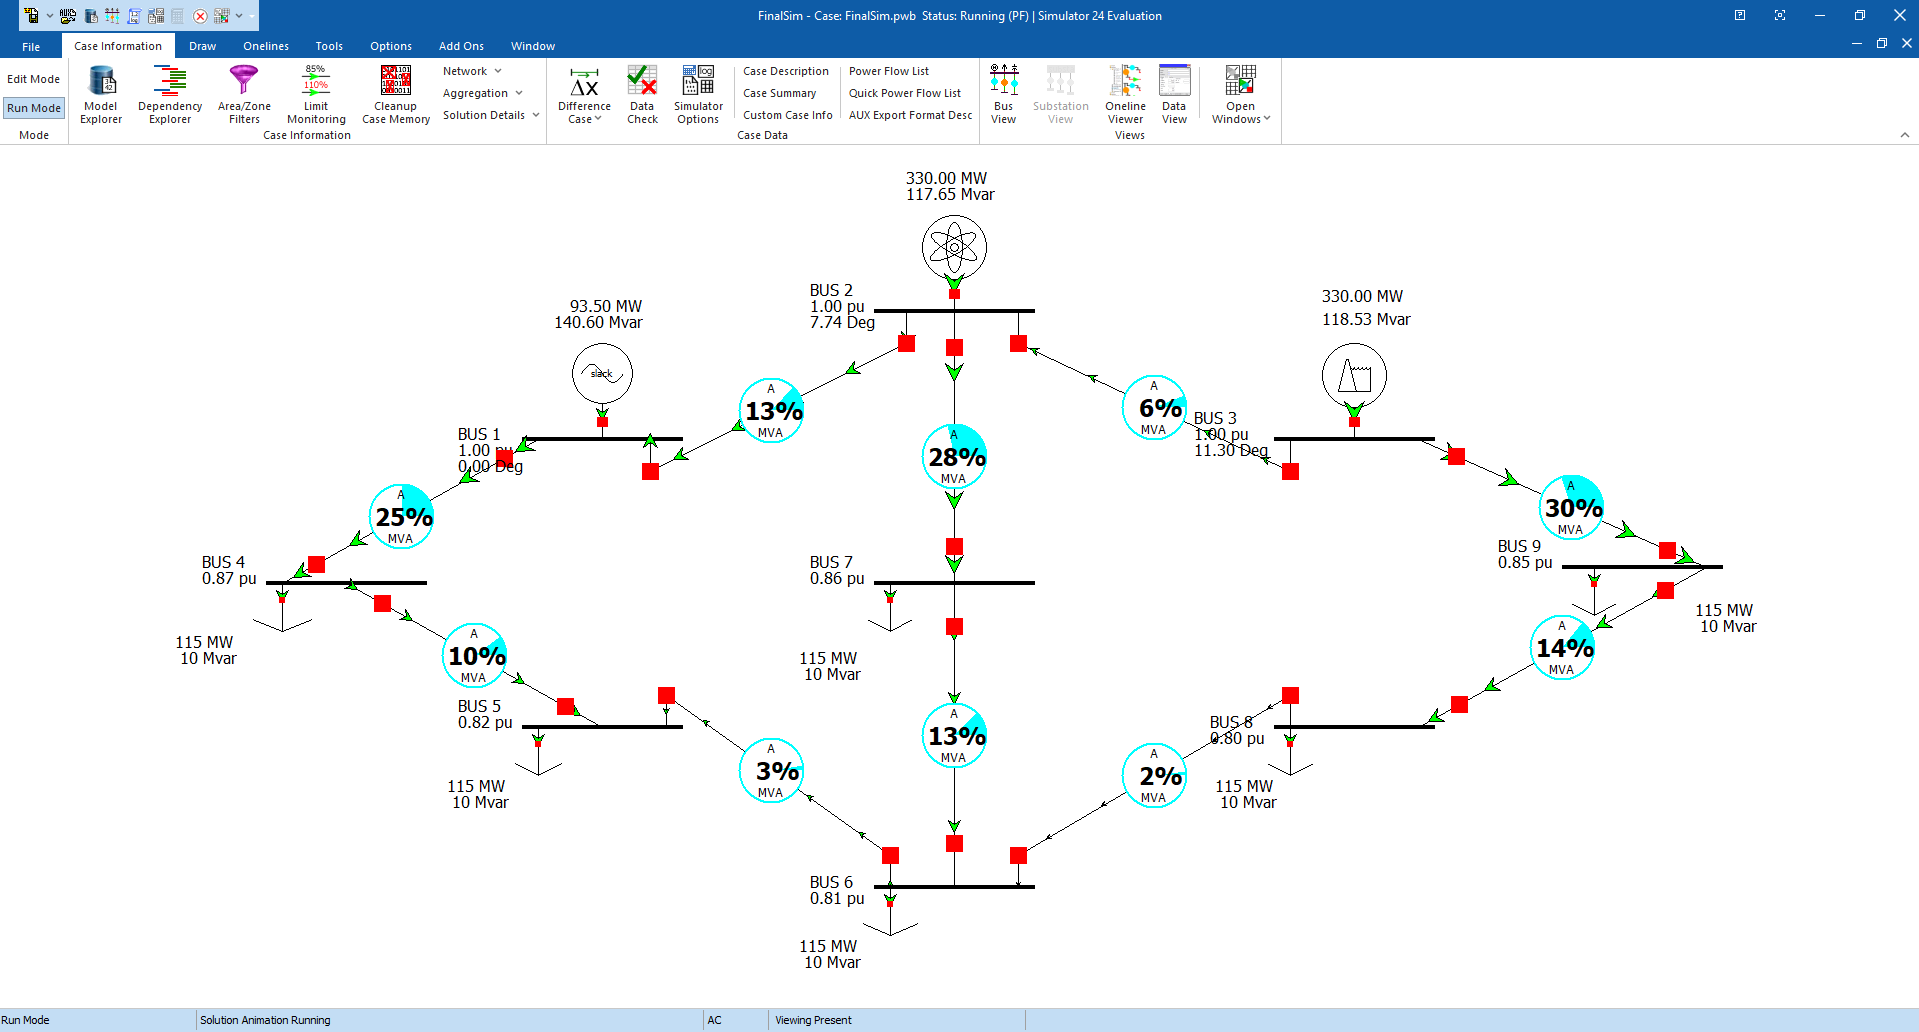 FinalSim - Case: FinalSim.pwb  Status: Running (PF) | Simulator 24 Evaluation
File
Case Information
Draw
Onelines
Tools
Options
Add Ons
Window
Edit Mode
Run Mode
Mode
Model Explorer
Dependency Explorer
Area/Zone Filters
85%
110%
Limit Monitoring
Cleanup Case Memory
Network
Aggregation
Solution Details
Case Information
ΔX
Difference Case
Data Check
Simulator Options
Case Description
Case Summary
Custom Case Info
Power Flow List
Quick Power Flow List
AUX Export Format Desc
Case Data
Bus View
Substation View
Oneline Viewer
Data View
Open Windows
Views
330.00 MW
117.65 Mvar
BUS 2
1.00 pu
7.74 Deg
93.50 MW
140.60 Mvar
slack
330.00 MW
118.53 Mvar
A
13%
MVA
A
6%
MVA
BUS 3
1.00 pu
11.30 Deg
BUS 1
1.00 pu
0.00 Deg
A
28%
MVA
A
25%
MVA
A
30%
MVA
BUS 4
0.87 pu
BUS 7
0.86 pu
BUS 9
0.85 pu
115 MW
10 Mvar
A
10%
MVA
115 MW
10 Mvar
A
14%
MVA
115 MW
10 Mvar
BUS 5
0.82 pu
A
13%
MVA
BUS 8
0.80 pu
115 MW
10 Mvar
A
3%
MVA
A
2%
MVA
115 MW
10 Mvar
BUS 6
0.81 pu
115 MW
10 Mvar
Run Mode
Solution Animation Running
AC
Viewing Present